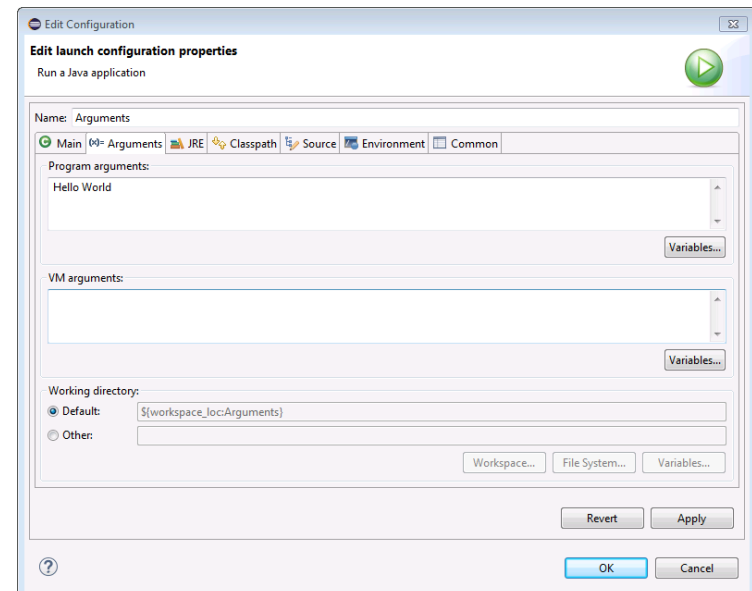 Edit Configuration
Edit launch configuration properties
Run a Java application
Name: Arguments
Main (x)= Arguments JRE Classpath Source Environment Common
Program arguments:
Hello World
Variables...
VM arguments:
Variables...
Working directory:
Default: ${workspace_loc:Arguments}
Other:
Workspace... File System... Variables...
Revert Apply
? OK Cancel